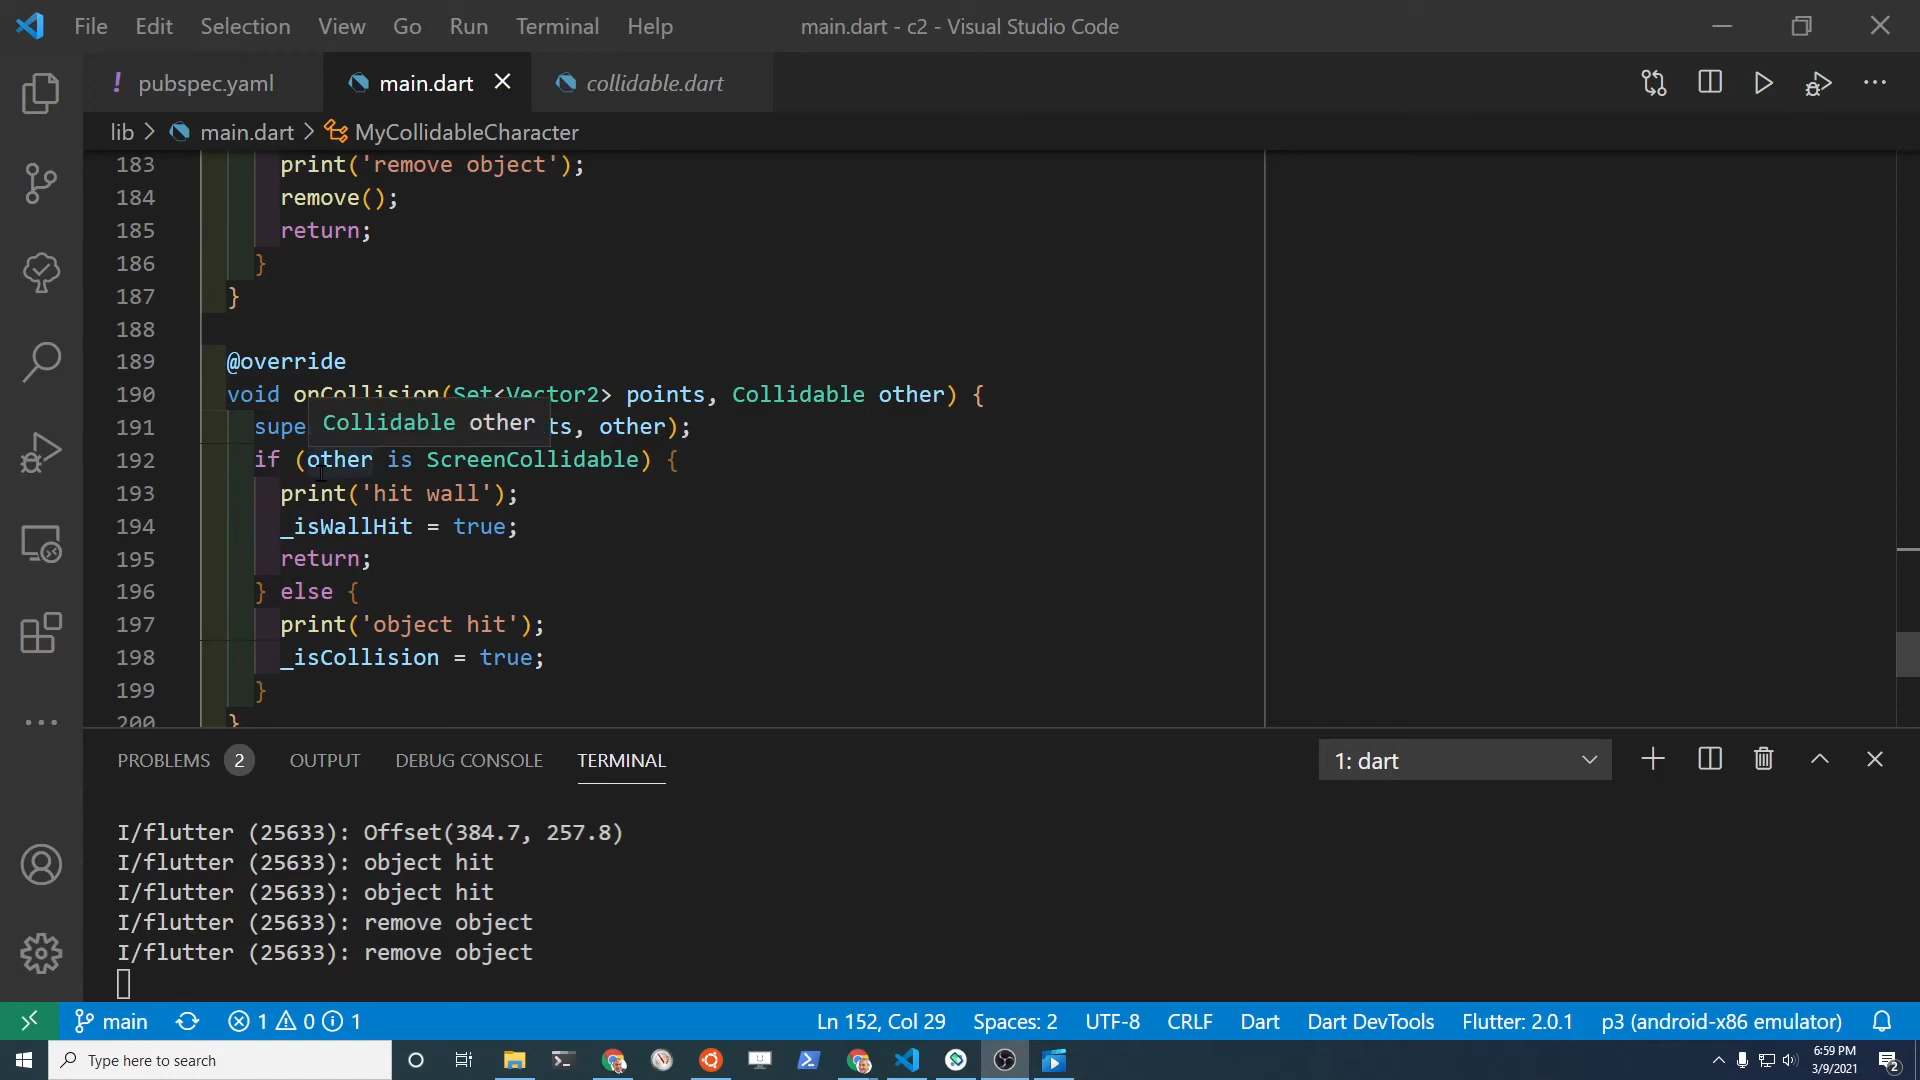 File Edit Selection View Go Run Terminal Help main.dart - c2 - Visual Studio Code
! pubspec.yaml main.dart collidable.dart
lib > main.dart > MyCollidableCharacter
183 print('remove object');
184 remove();
185 return;
186 }
187 }
188
189 @override
190 void onCollision(Set<Vector2> points, Collidable other) {
191 supe ts, other);
Collidable other
192 if (other is ScreenCollidable) {
193 print('hit wall');
194 _isWallHit = true;
195 return;
196 } else {
197 print('object hit');
198 _isCollision = true;
199 }
200 }
PROBLEMS 2 OUTPUT DEBUG CONSOLE TERMINAL 1: dart
I/flutter (25633): Offset(384.7, 257.8)
I/flutter (25633): object hit
I/flutter (25633): object hit
I/flutter (25633): remove object
I/flutter (25633): remove object
main 1 0 1 Ln 152, Col 29 Spaces: 2 UTF-8 CRLF Dart Dart DevTools Flutter: 2.0.1 p3 (android-x86 emulator)
Type here to search
6:59 PM
3/9/2021
2